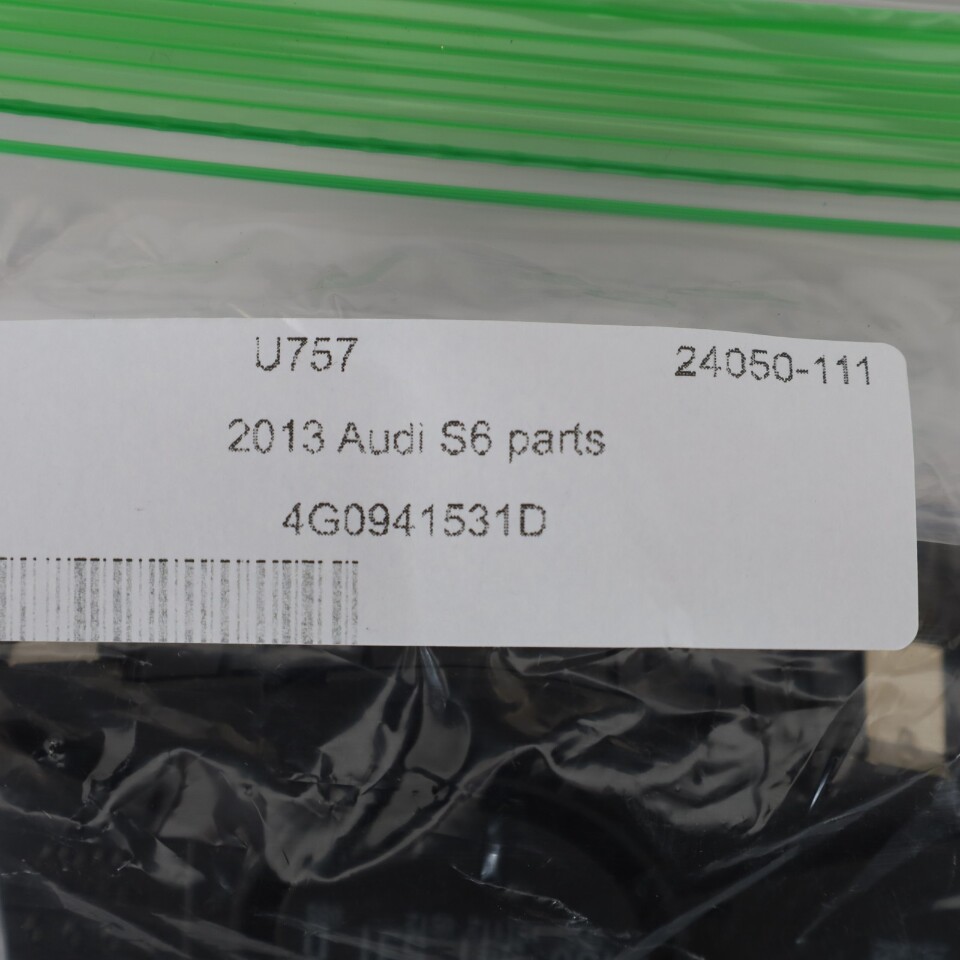 U757 24050-111
2013 Audi S6 parts
4G0941531D